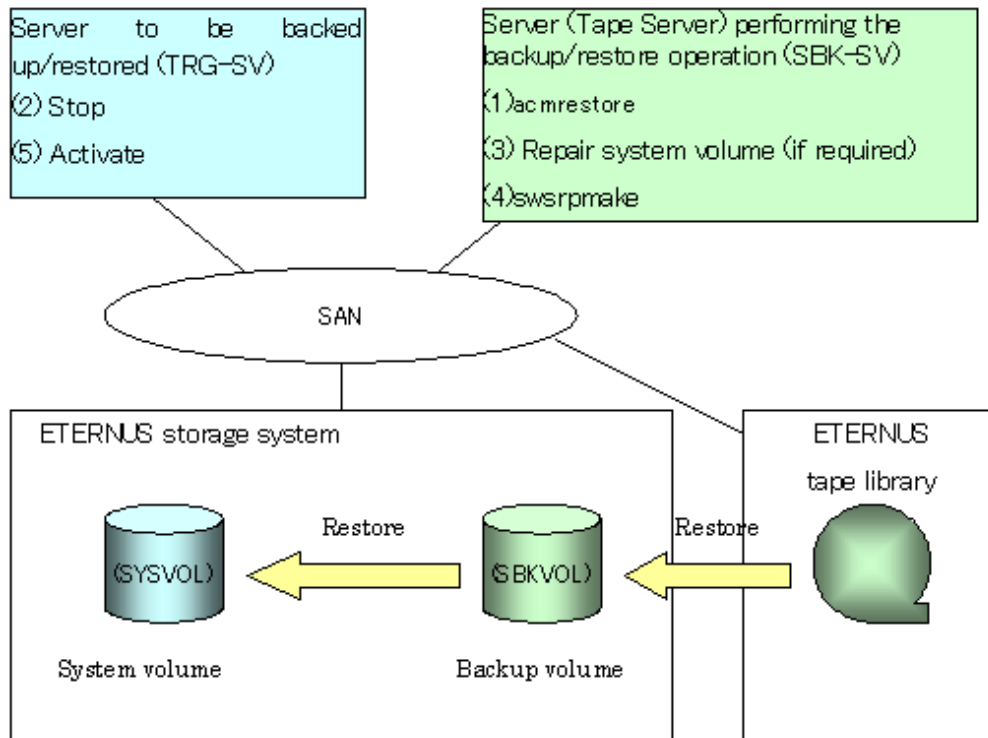 Server to be backed
up/restored (TRG-SV)
(2) Stop
(5) Activate
Server (Tape Server) performing the
backup/restore operation (SBK-SV)
(1)acmrestore
(3) Repair system volume (if required)
(4)swsrpmake
SAN
ETERNUS storage system
ETERNUS
tape library
Restore
Restore
(SYSVOL)
(SBKVOL)
System volume
Backup volume